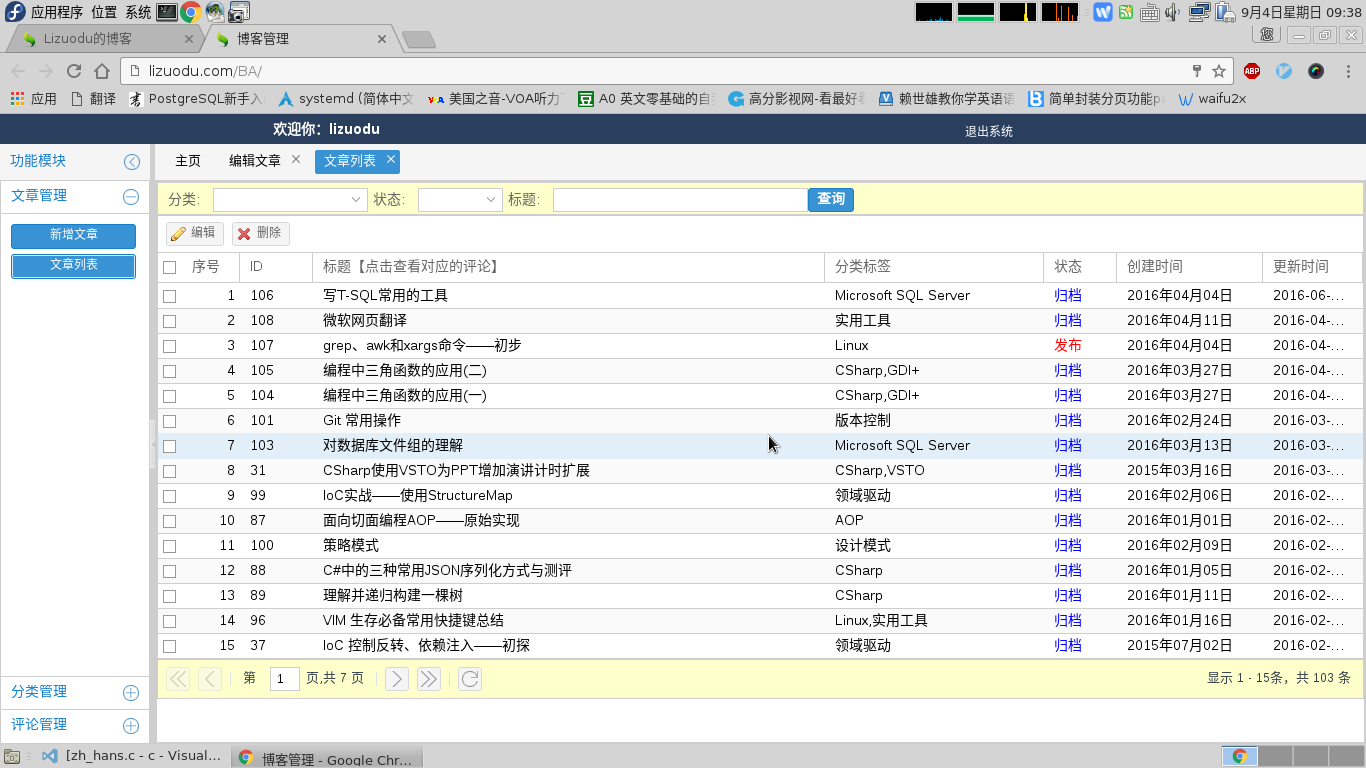 应用程序 位置 系统 9月4日星期日 09:38
Lizuodu的博客 博客管理 您
lizuodu.com/BA/
应用 翻译 PostgreSQL新手入 systemd (简体中文 美国之音-VOA听力 A0 英文零基础的自 高分影视网-看最好 赖世雄教你学英语 简单封装分页功能pa waifu2x
欢迎你：lizuodu 退出系统
功能模块 主页 编辑文章 文章列表
文章管理 分类: 状态: 标题: 查询
新增文章 编辑 删除
文章列表 序号 ID 标题【点击查看对应的评论】 分类标签 状态 创建时间 更新时间
1 106 写T-SQL常用的工具 Microsoft SQL Server 归档 2016年04月04日 2016-06-...
2 108 微软网页翻译 实用工具 归档 2016年04月11日 2016-04-...
3 107 grep、awk和xargs命令——初步 Linux 发布 2016年04月04日 2016-04-...
4 105 编程中三角函数的应用(二) CSharp,GDI+ 归档 2016年03月27日 2016-04-...
5 104 编程中三角函数的应用(一) CSharp,GDI+ 归档 2016年03月27日 2016-04-...
6 101 Git 常用操作 版本控制 归档 2016年02月24日 2016-03-...
7 103 对数据库文件组的理解 Microsoft SQL Server 归档 2016年03月13日 2016-03-...
8 31 CSharp使用VSTO为PPT增加演讲计时扩展 CSharp,VSTO 归档 2015年03月16日 2016-03-...
9 99 IoC实战——使用StructureMap 领域驱动 归档 2016年02月06日 2016-02-...
10 87 面向切面编程AOP——原始实现 AOP 归档 2016年01月01日 2016-02-...
11 100 策略模式 设计模式 归档 2016年02月09日 2016-02-...
12 88 C#中的三种常用JSON序列化方式与测评 CSharp 归档 2016年01月05日 2016-02-...
13 89 理解并递归构建一棵树 CSharp 归档 2016年01月11日 2016-02-...
14 96 VIM 生存必备常用快捷键总结 Linux,实用工具 归档 2016年01月16日 2016-02-...
15 37 IoC 控制反转、依赖注入——初探 领域驱动 归档 2015年07月02日 2016-02-...
第 1 页,共 7 页 显示 1 - 15条，共 103 条
分类管理
评论管理
[zh_hans.c - c - Visual... 博客管理 - Google Chr...